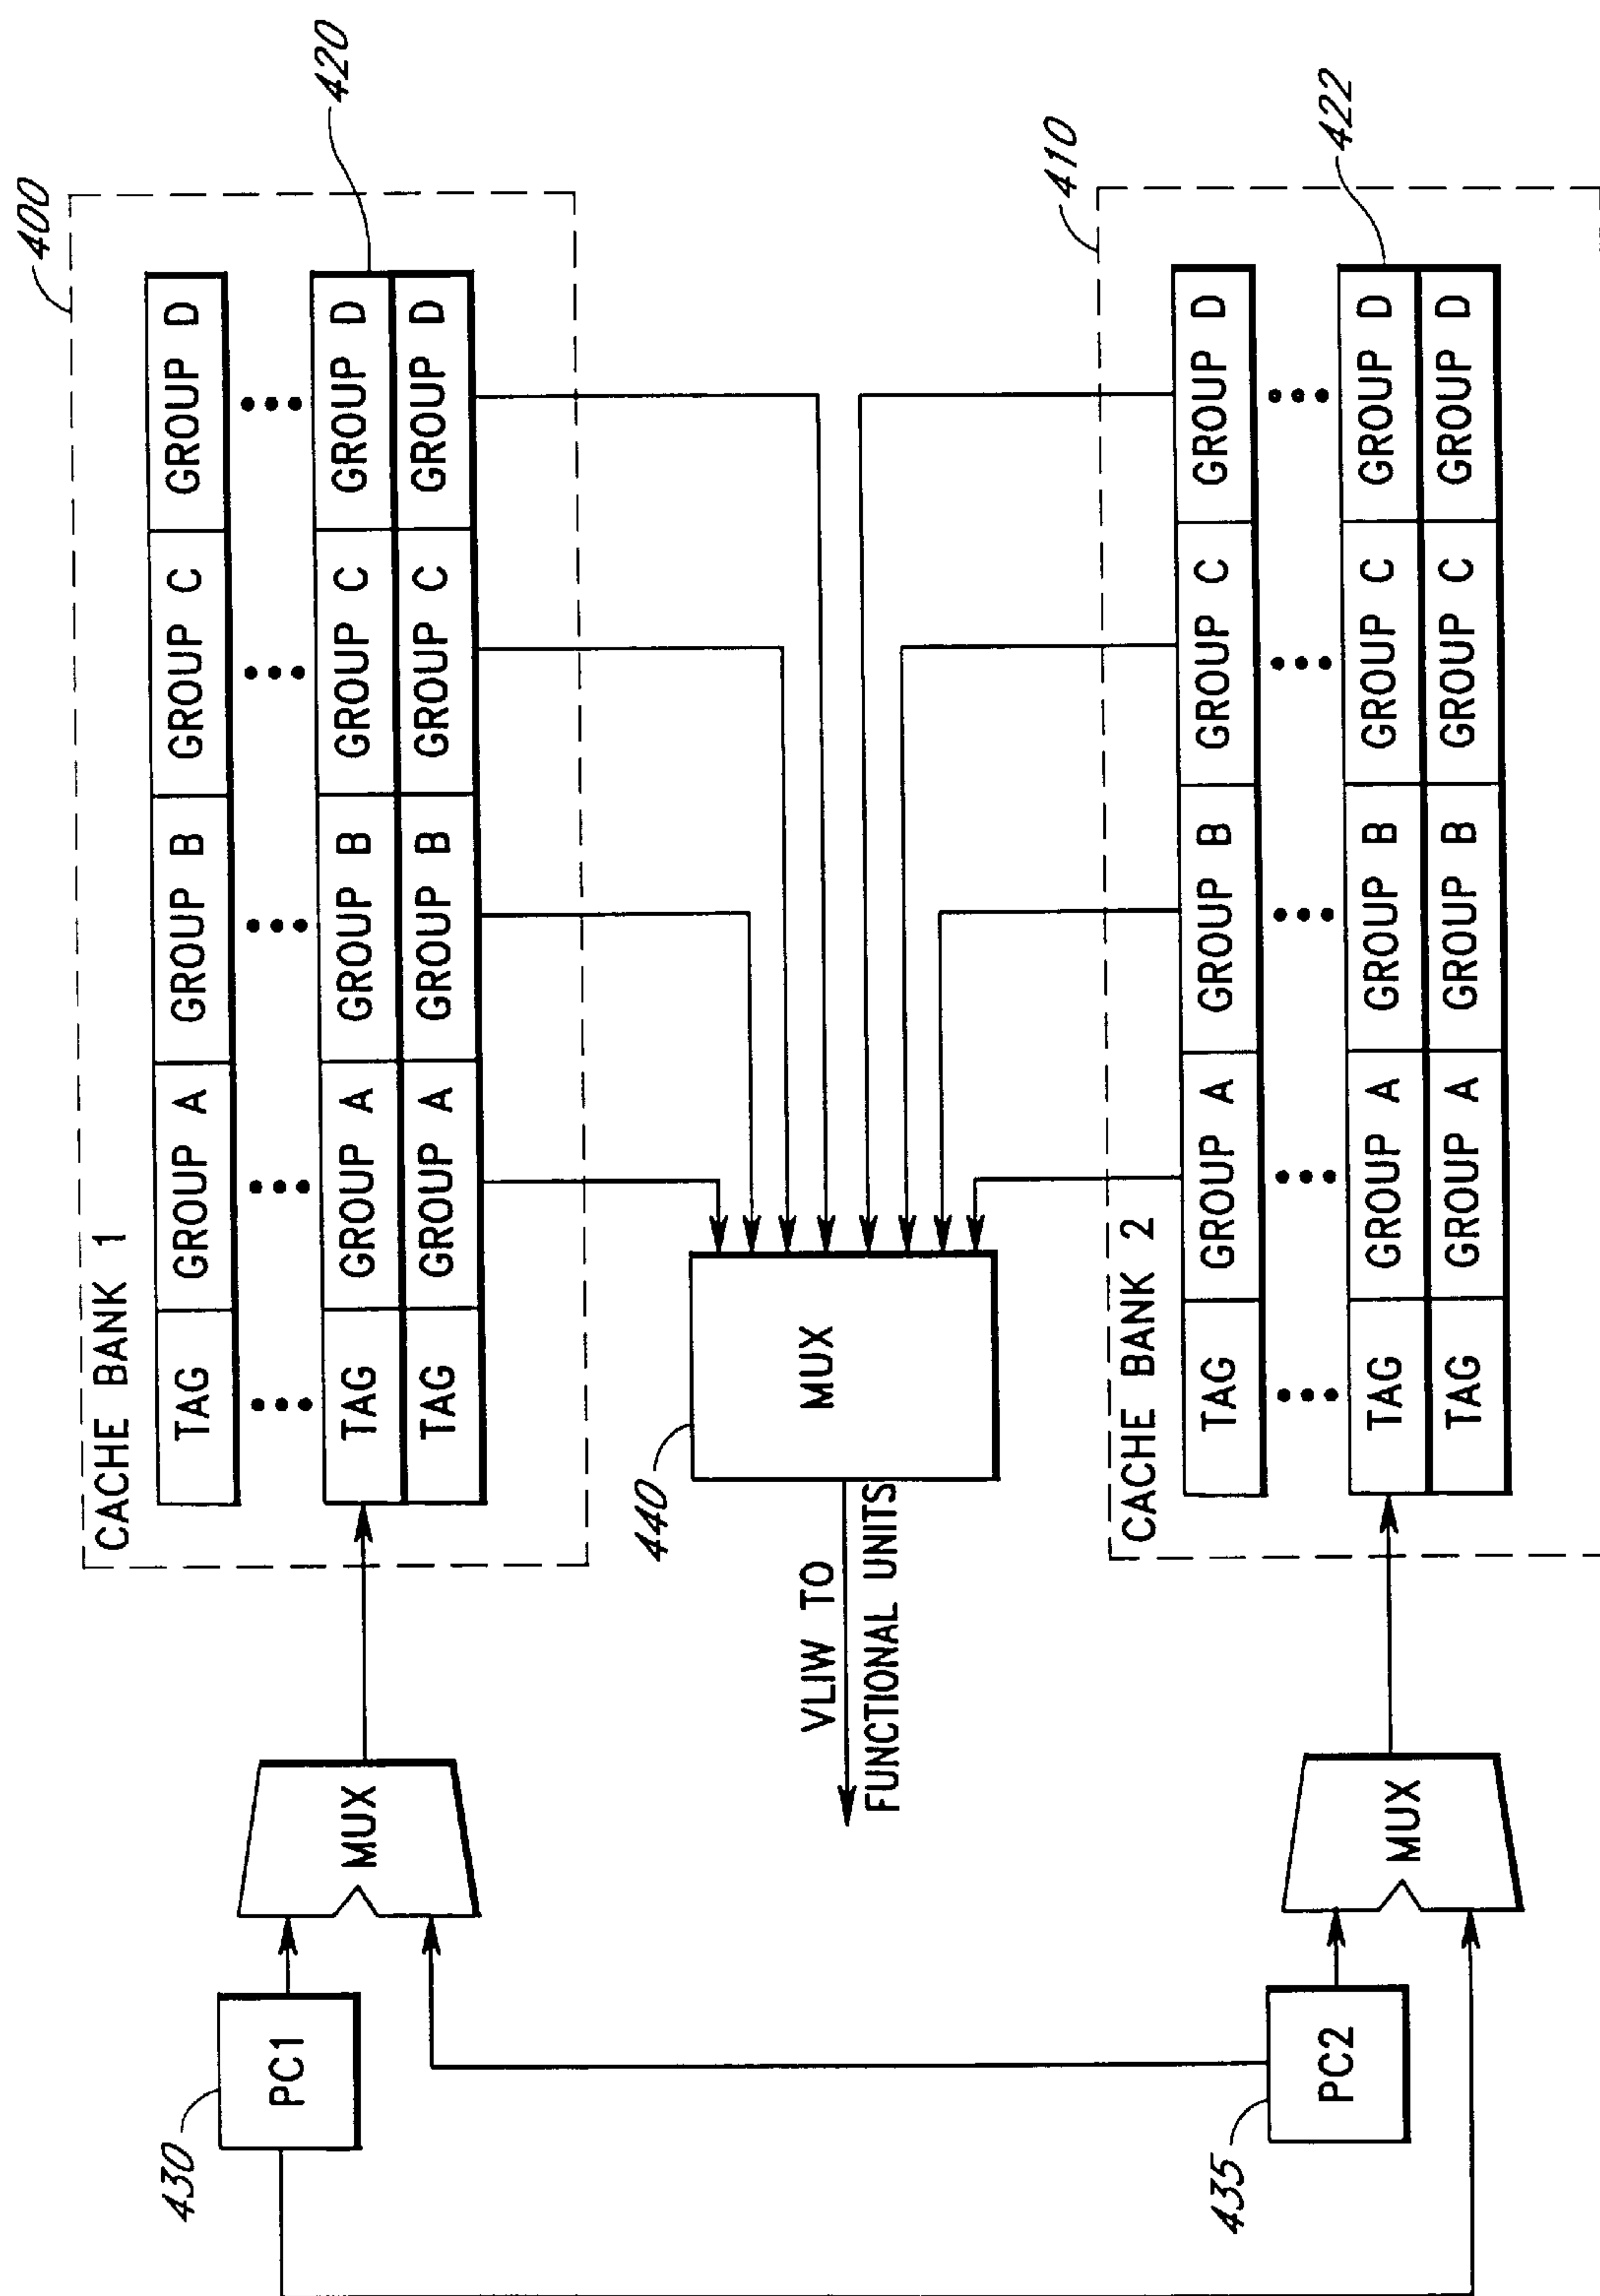 400
CACHE BANK 1
TAG GROUP A GROUP B GROUP C GROUP D
TAG GROUP A GROUP B GROUP C GROUP D
420
TAG GROUP A GROUP B GROUP C GROUP D
430
PC1
MUX
440
MUX
VLIW TO
FUNCTIONAL UNITS
410
CACHE BANK 2
TAG GROUP A GROUP B GROUP C GROUP D
435
PC2
MUX
TAG GROUP A GROUP B GROUP C GROUP D
422
TAG GROUP A GROUP B GROUP C GROUP D